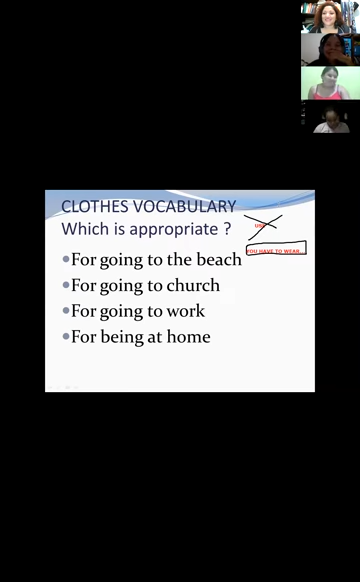 CLOTHES VOCABULARY
Which is appropriate ?
USE
YOU HAVE TO WEAR...
For going to the beach
For going to church
For going to work
For being at home